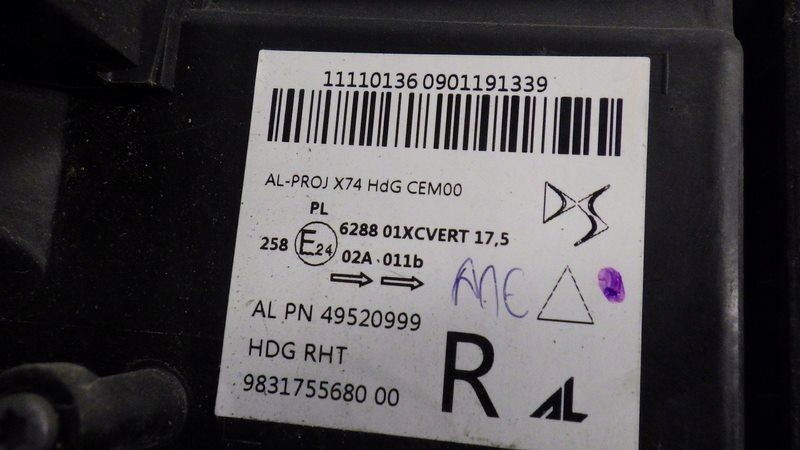 11110136 0901191339
AL-PROJ X74 HdG CEM00
PL
258 E24 6288 01XCVERT 17,5
02A 011b
AL PN 49520999
HDG RHT
9831755680 00
R
AL
DS